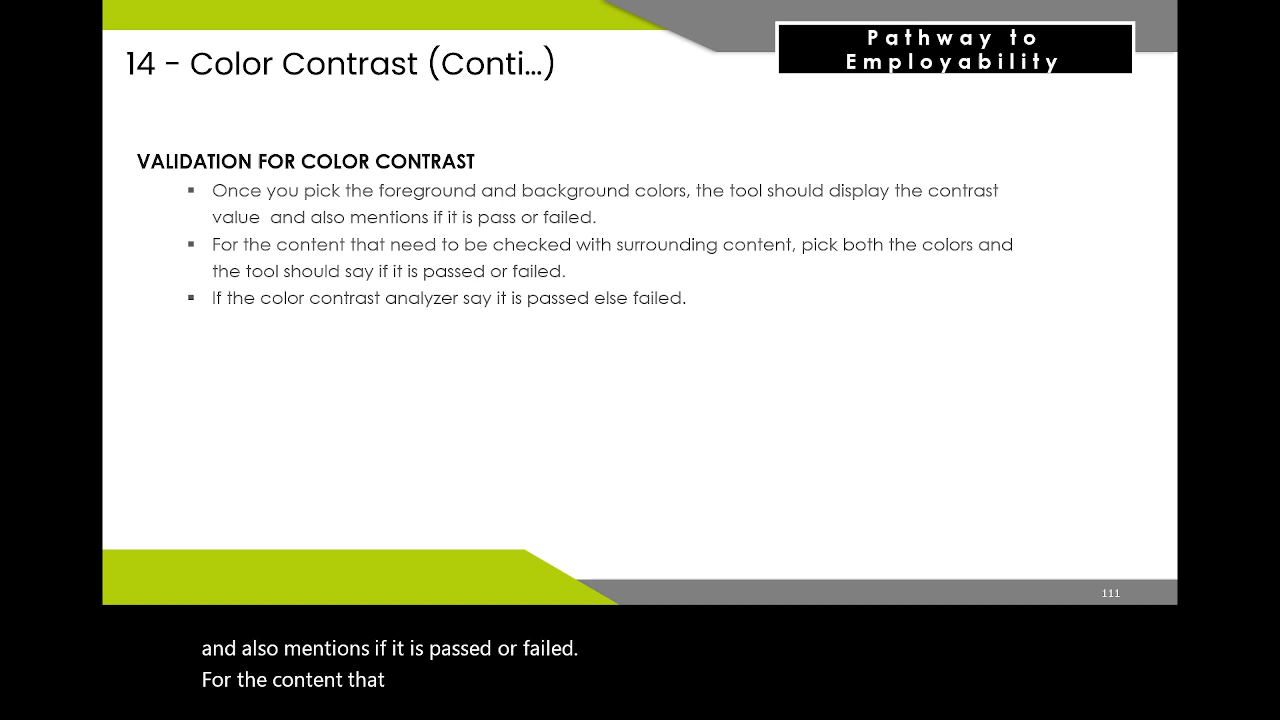 Pathway to
Employability
14 - Color Contrast (Conti...)
VALIDATION FOR COLOR CONTRAST
▪ Once you pick the foreground and background colors, the tool should display the contrast
value  and also mentions if it is pass or failed.
▪ For the content that need to be checked with surrounding content, pick both the colors and
the tool should say if it is passed or failed.
▪ If the color contrast analyzer say it is passed else failed.
111
and also mentions if it is passed or failed.
For the content that